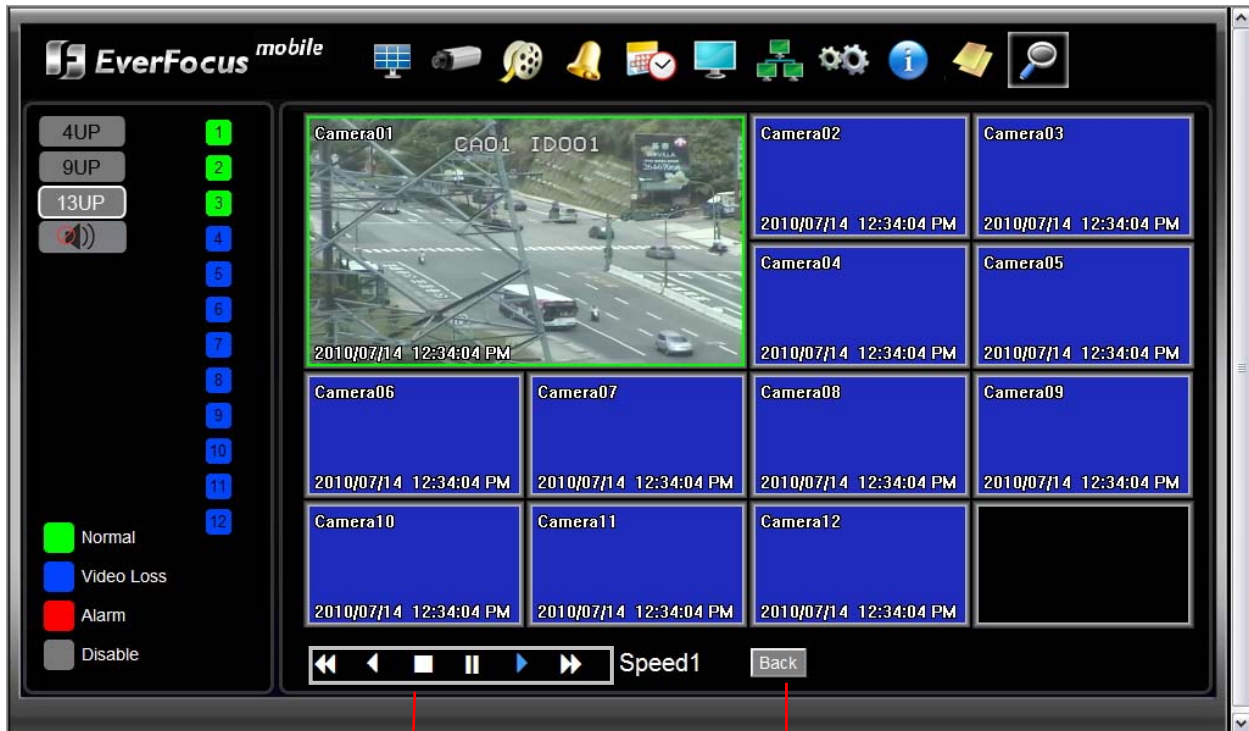 EverFocus mobile
4UP
9UP
13UP
1
2
3
4
5
6
7
8
9
10
11
12
Normal
Video Loss
Alarm
Disable
Camera01
CA01 ID001
2010/07/14 12:34:04 PM
Camera02
2010/07/14 12:34:04 PM
Camera03
2010/07/14 12:34:04 PM
Camera04
2010/07/14 12:34:04 PM
Camera05
2010/07/14 12:34:04 PM
Camera06
2010/07/14 12:34:04 PM
Camera07
2010/07/14 12:34:04 PM
Camera08
2010/07/14 12:34:04 PM
Camera09
2010/07/14 12:34:04 PM
Camera10
2010/07/14 12:34:04 PM
Camera11
2010/07/14 12:34:04 PM
Camera12
2010/07/14 12:34:04 PM
Speed1
Back